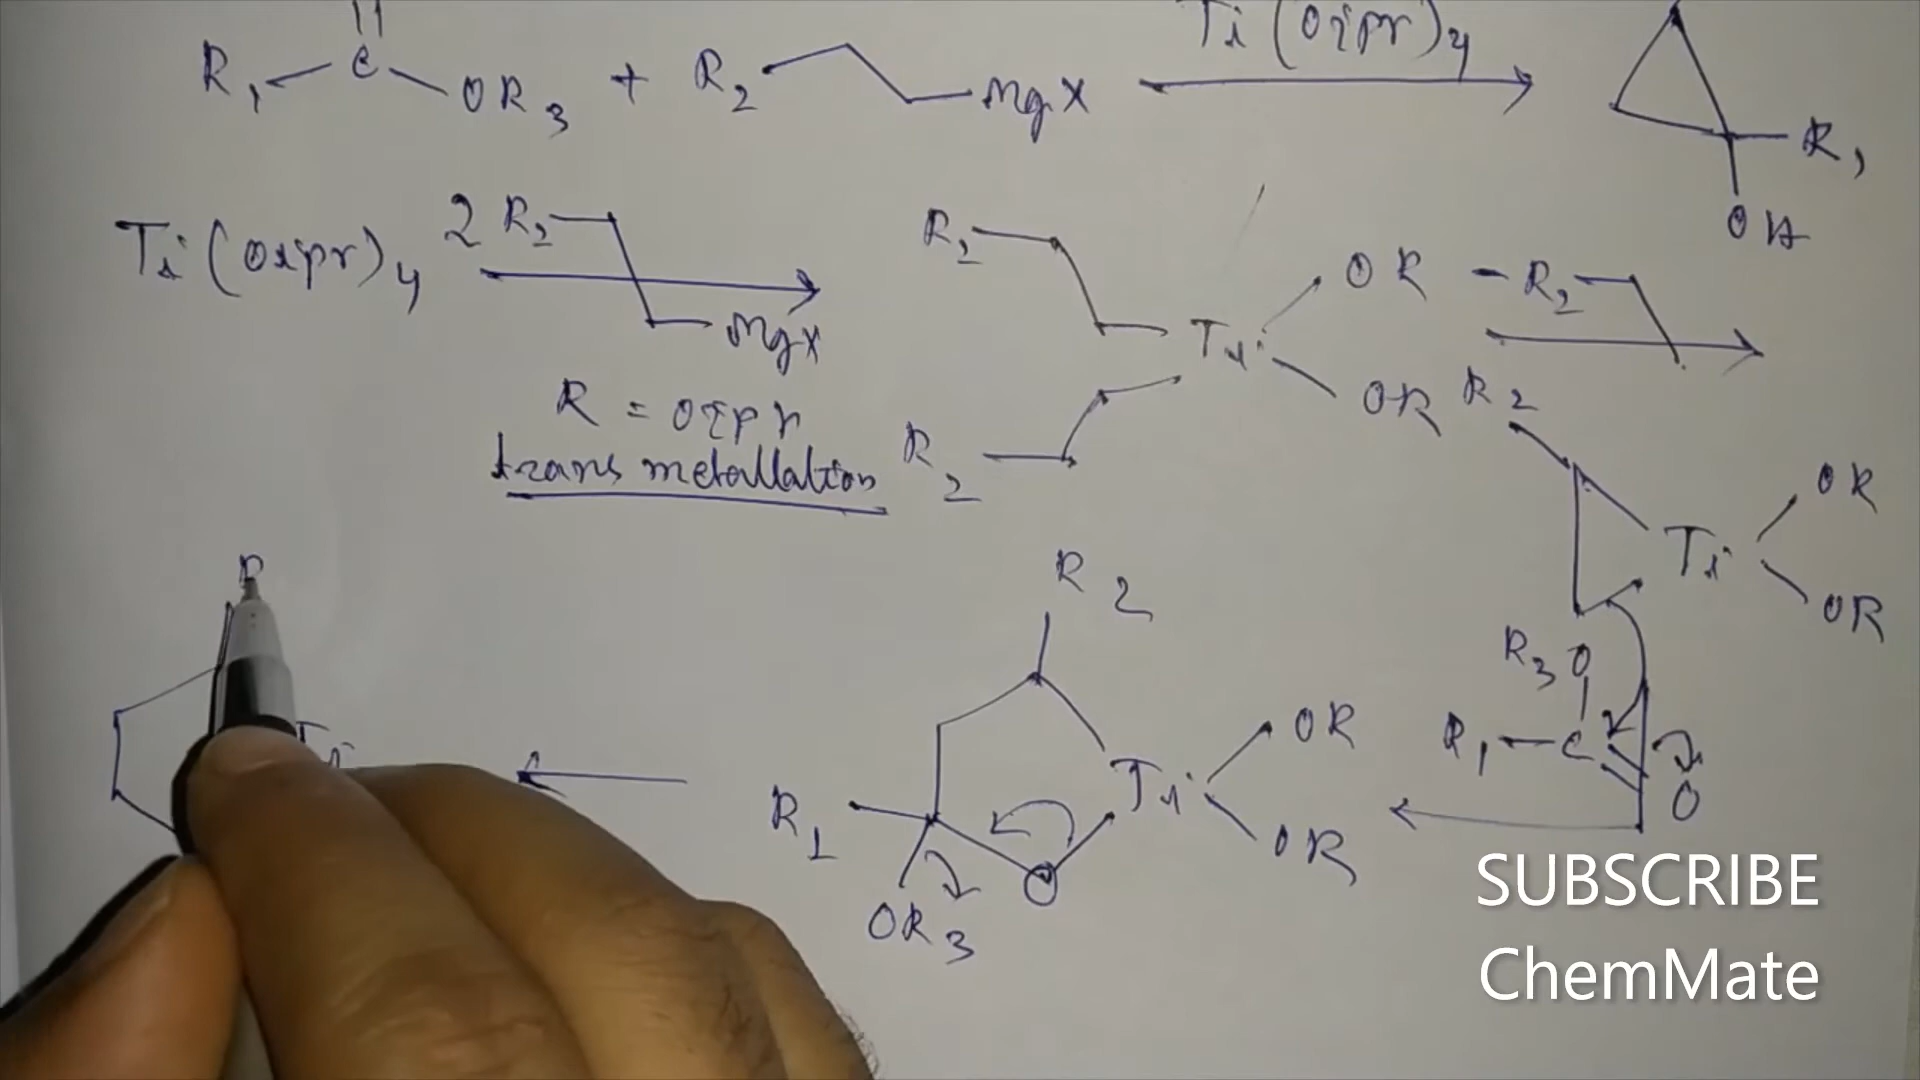 Ti(Oipr)4
R1 C OR3 + R2 MgX
R1
OH
Ti(Oipr)4 2 R2 MgX
R2 Ti OR - R2
R2 OR
R = Oipr
trans metallation
R2 Ti OR
OR
R3O
R1 C O
R2
R1 Ti OR
OR3 O OR
R
Ti
SUBSCRIBE
ChemMate